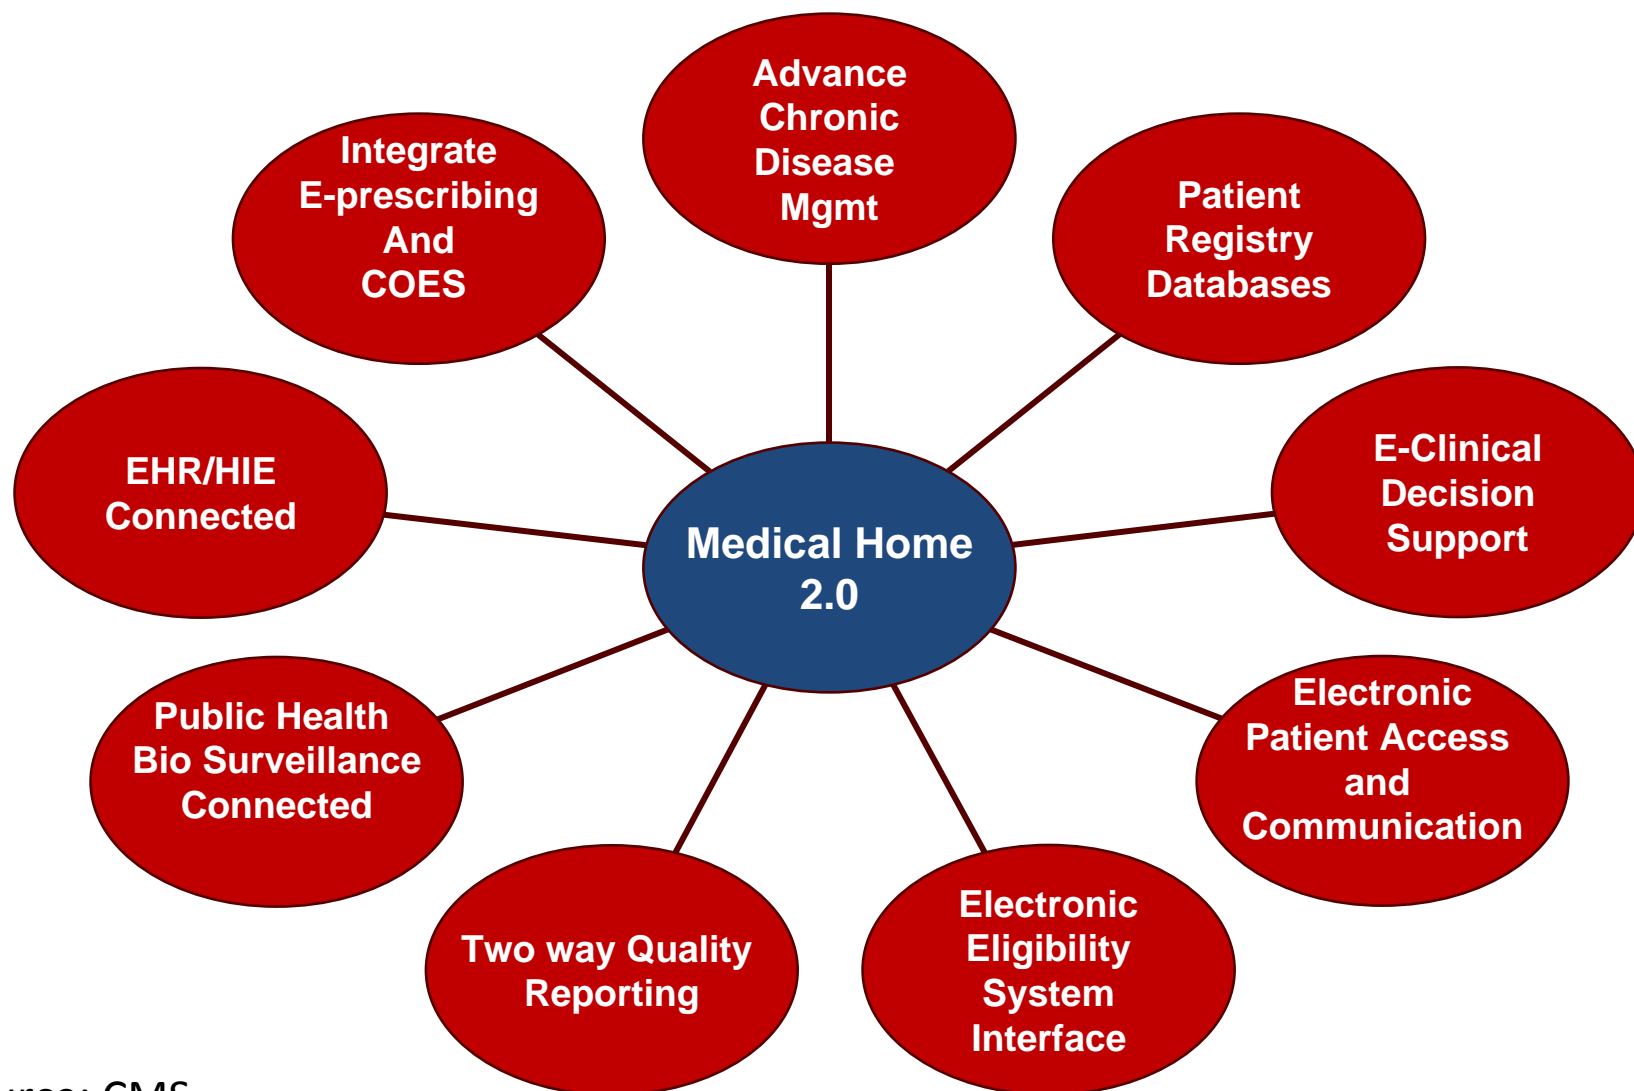 Advance
Chronic
Disease
Mgmt
Integrate
E-prescribing
And
COES
Patient
Registry
Databases
EHR/HIE
Connected
E-Clinical
Decision
Support
Medical Home
2.0
Public Health
Bio Surveillance
Connected
Electronic
Patient Access
and
Communication
Two way Quality
Reporting
Electronic
Eligibility
System
Interface
CMS